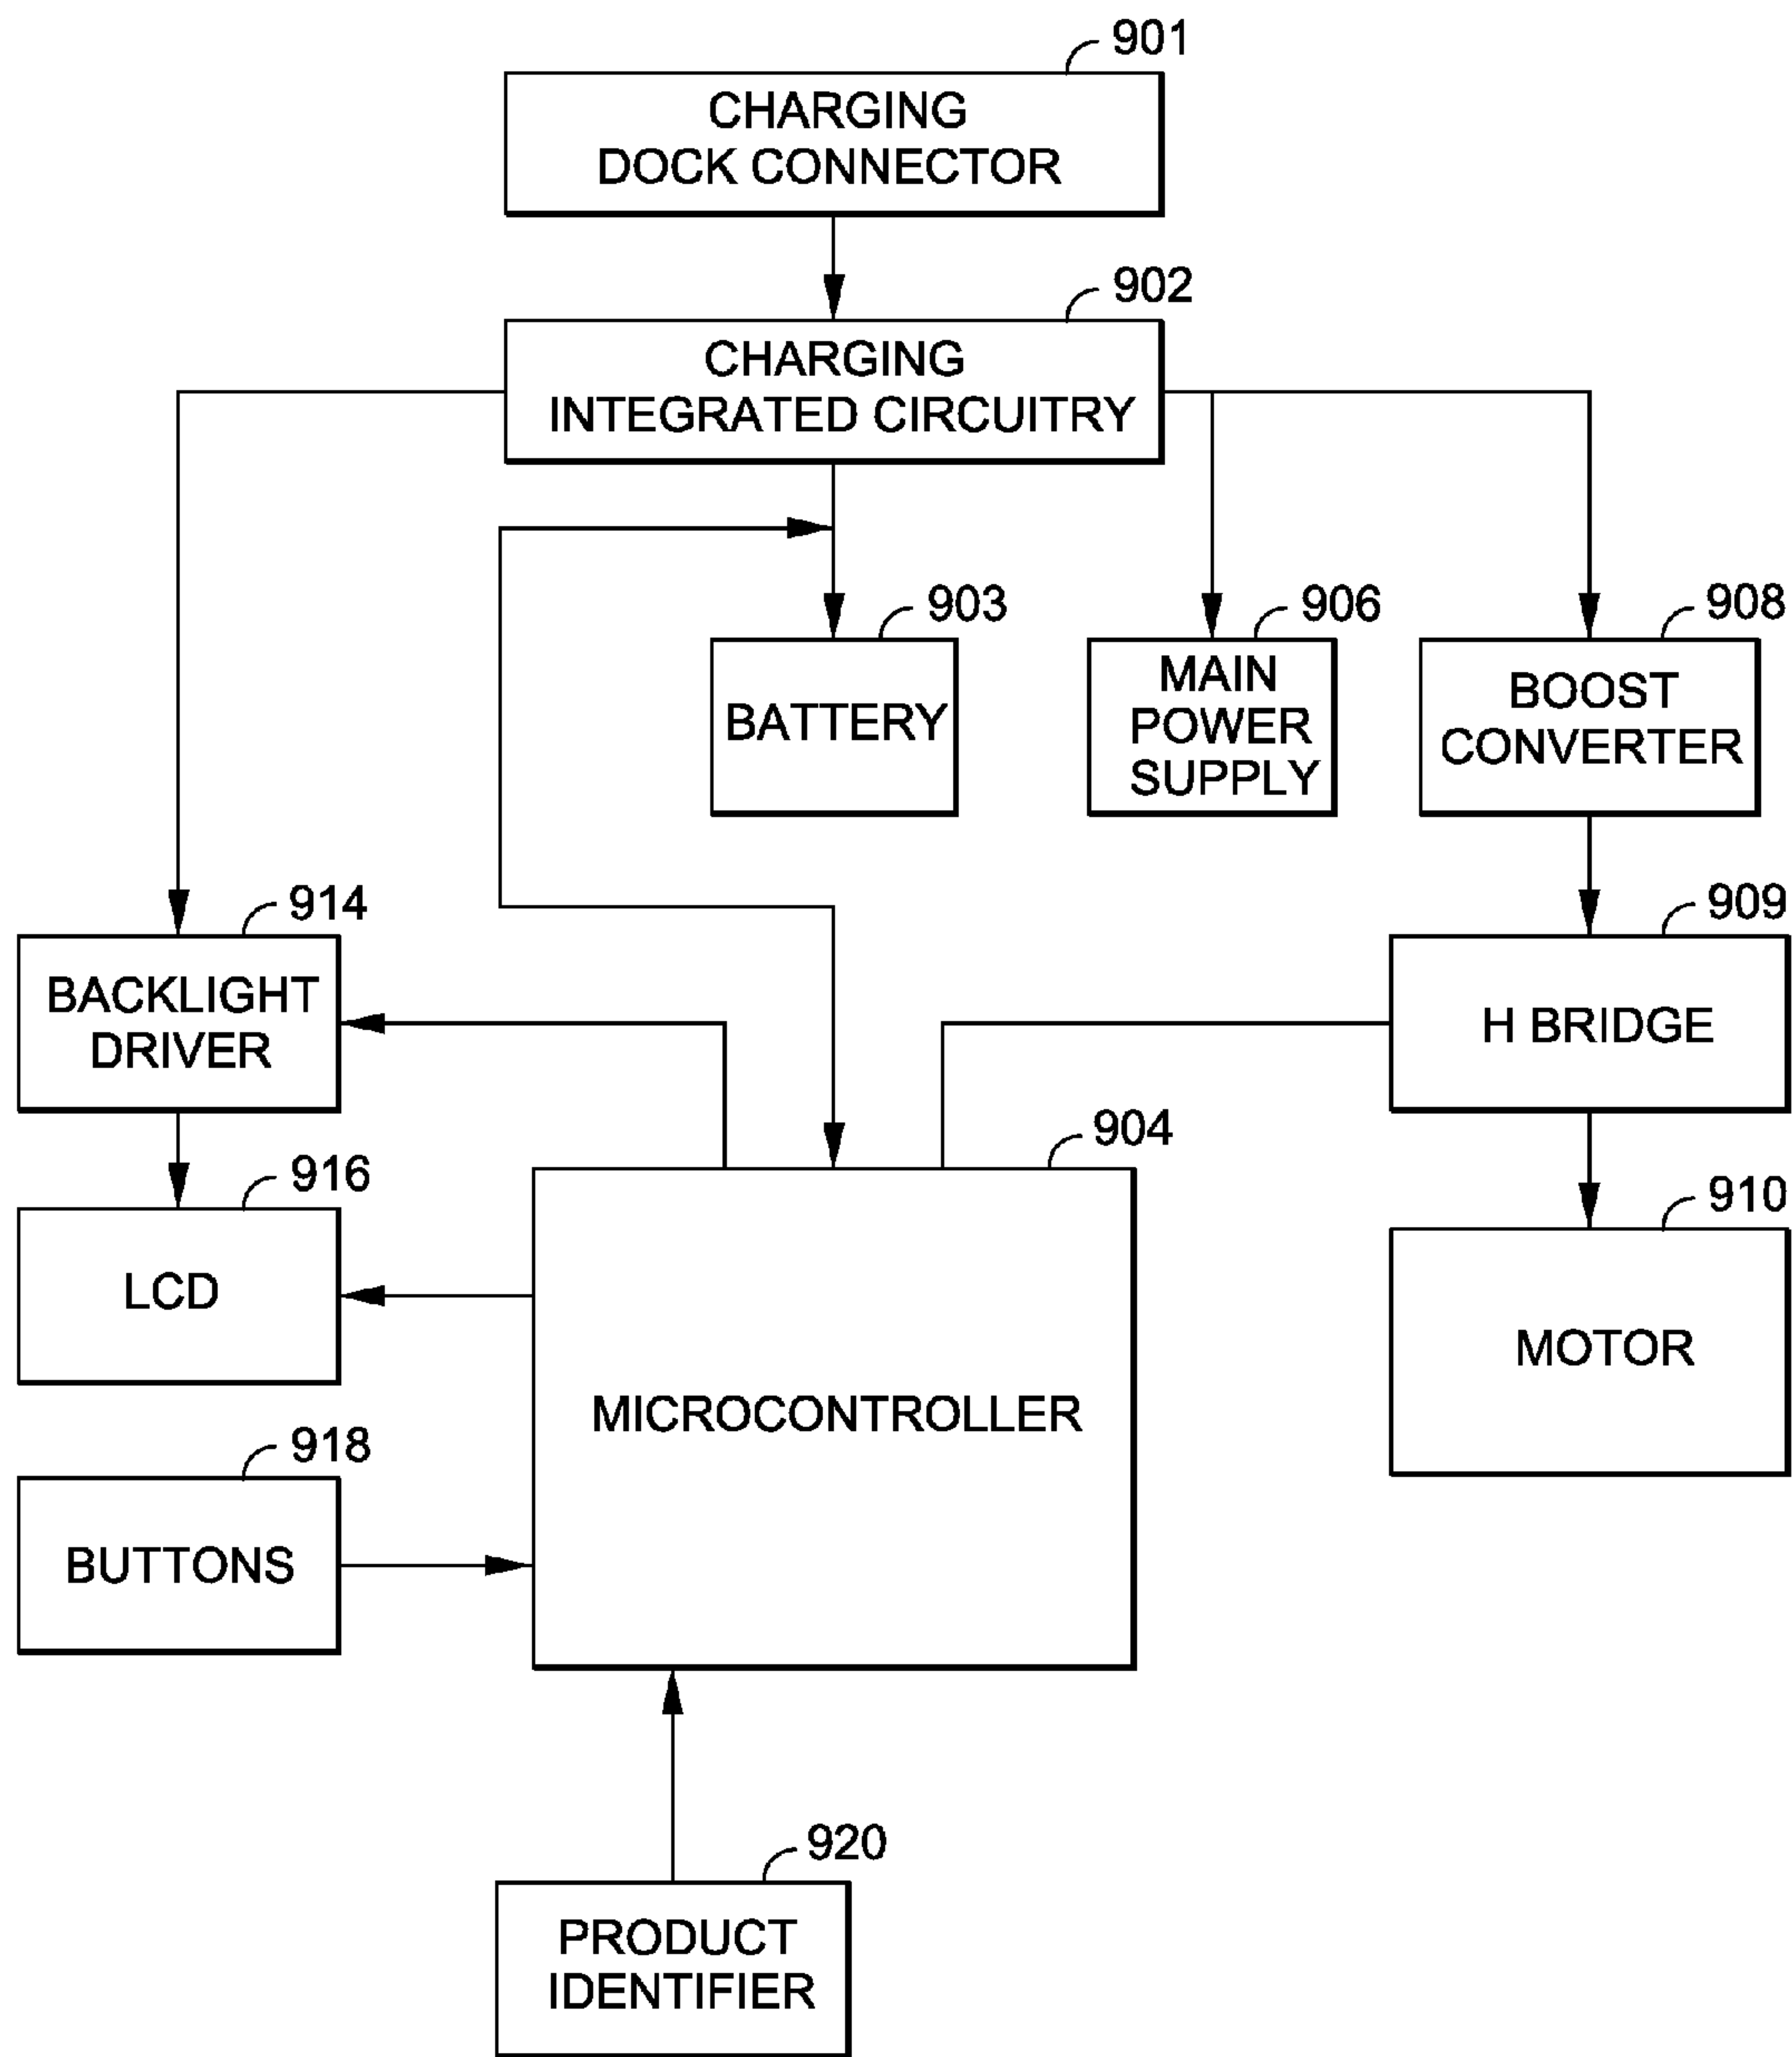 901
CHARGING
DOCK CONNECTOR
902
CHARGING
INTEGRATED CIRCUITRY
903
BATTERY
906
MAIN
POWER
SUPPLY
908
BOOST
CONVERTER
914
BACKLIGHT
DRIVER
909
H BRIDGE
904
MICROCONTROLLER
916
LCD
910
MOTOR
918
BUTTONS
920
PRODUCT
IDENTIFIER